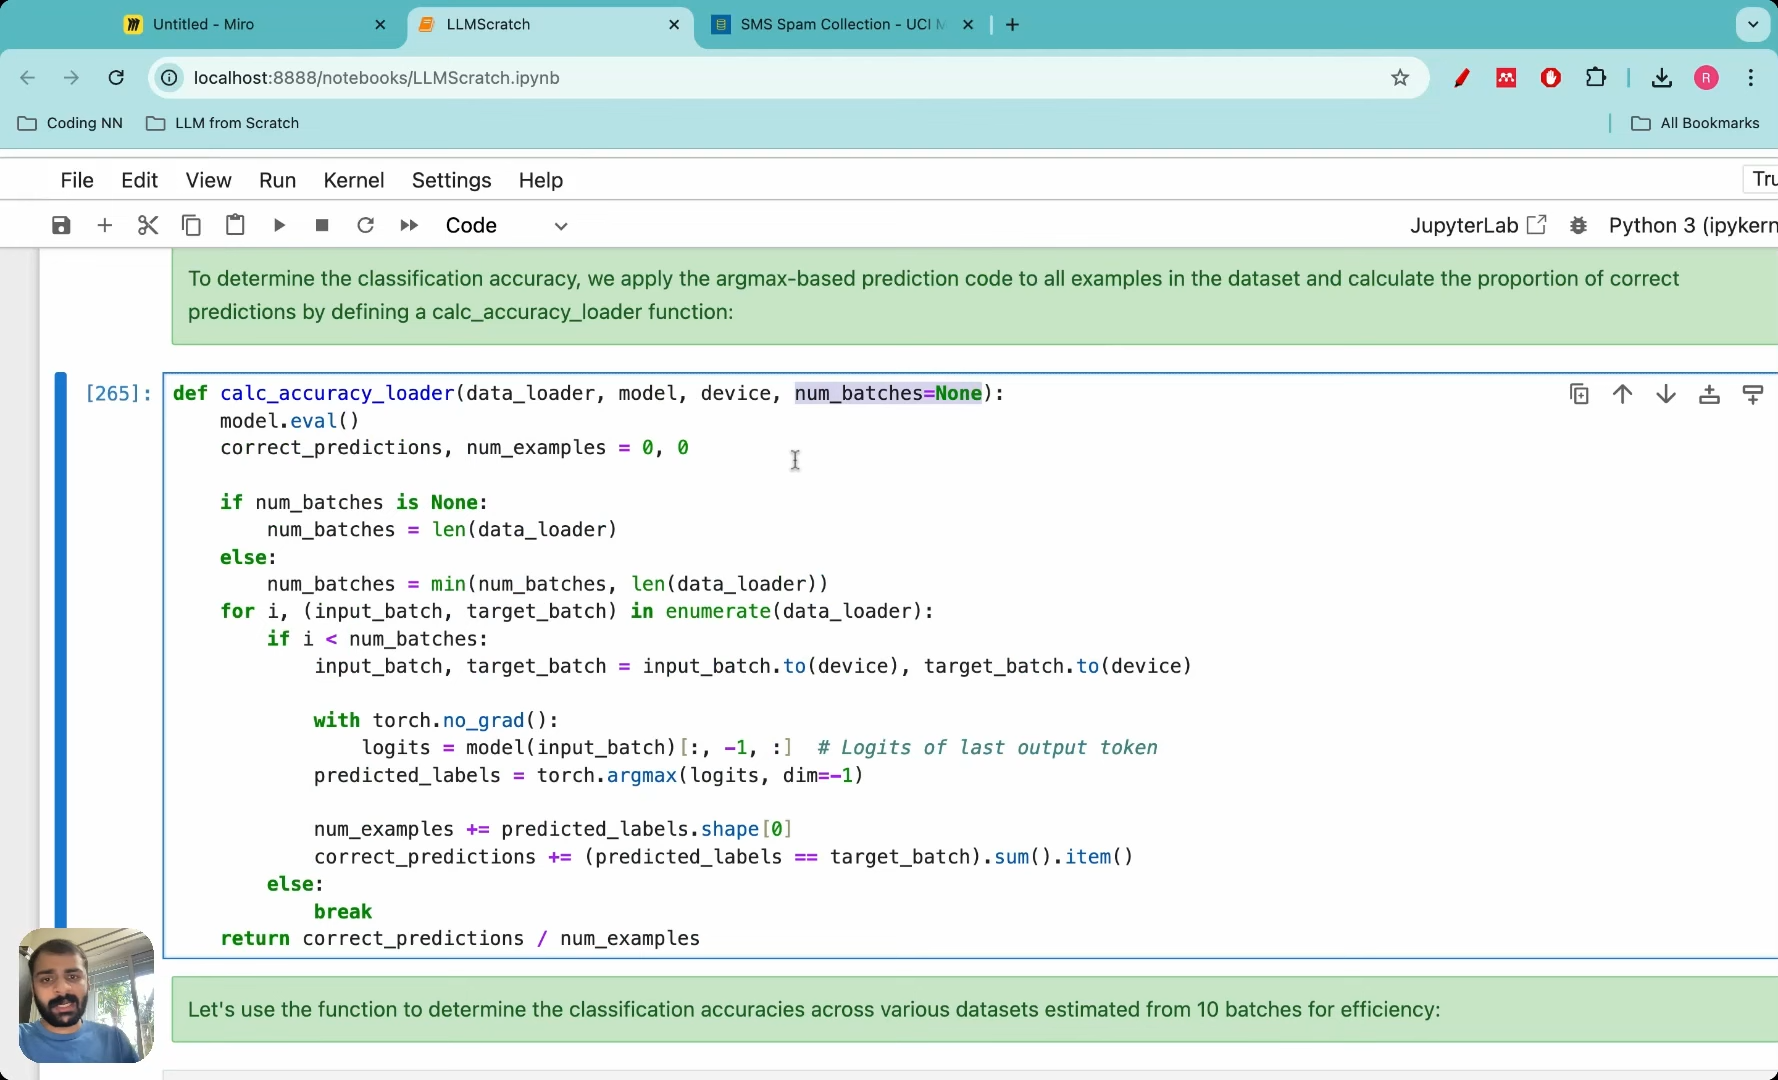 Untitled - Miro
LLMScratch
SMS Spam Collection - UCI M
localhost:8888/notebooks/LLMScratch.ipynb
R
Coding NN
LLM from Scratch
All Bookmarks
File Edit View Run Kernel Settings Help
Tru
Code
JupyterLab
Python 3 (ipykern
To determine the classification accuracy, we apply the argmax-based prediction code to all examples in the dataset and calculate the proportion of correct
predictions by defining a calc_accuracy_loader function:
[265]:
def calc_accuracy_loader(data_loader, model, device, num_batches=None):
    model.eval()
    correct_predictions, num_examples = 0, 0
    if num_batches is None:
        num_batches = len(data_loader)
    else:
        num_batches = min(num_batches, len(data_loader))
    for i, (input_batch, target_batch) in enumerate(data_loader):
        if i < num_batches:
            input_batch, target_batch = input_batch.to(device), target_batch.to(device)
            with torch.no_grad():
                logits = model(input_batch)[:, -1, :]  # Logits of last output token
            predicted_labels = torch.argmax(logits, dim=-1)
            num_examples += predicted_labels.shape[0]
            correct_predictions += (predicted_labels == target_batch).sum().item()
        else:
            break
    return correct_predictions / num_examples
Let's use the function to determine the classification accuracies across various datasets estimated from 10 batches for efficiency: